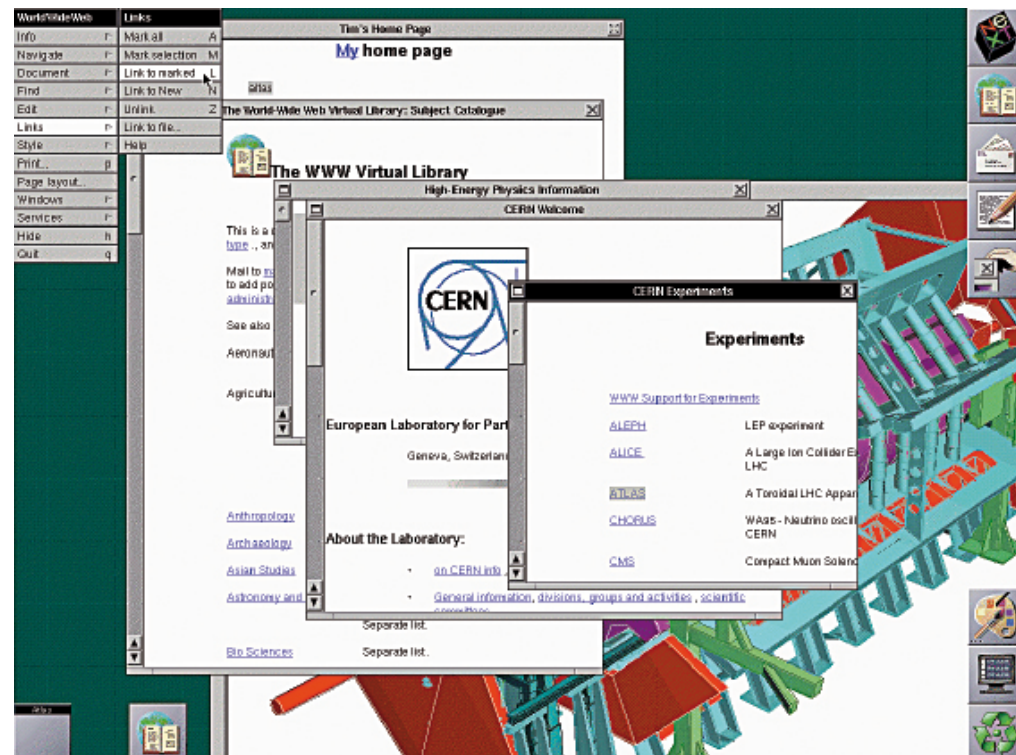 WorldWideWeb
Info
Navigate
Document
Find
Edit
Links
Style
Print... p
Page layout...
Windows
Services
Hide h
Quit q
Links
Mark all A
Mark selection M
Link to marked L
Link to New N
Unlink Z
Link to file...
Help
Tim's Home Page
My home page
atlas
The World-Wide Web Virtual Library: Subject Catalogue
The WWW Virtual Library
This is a
type ., an
Mail to
to add po
administr
See also
Aeronaut
Agricultu
Anthropology
Archaeology
Asian Studies
Astronomy and
Separate list.
Bio Sciences Separate list.
High-Energy Physics Information
CERN Welcome
CERN
European Laboratory for Part
Geneva, Switzerland
About the Laboratory:
on CERN info
General information, divisions, groups and activities , scientific
committees
CERN Experiments
Experiments
WWW Support for Experiments
ALEPH LEP experiment
ALICE A Large Ion Collider E
LHC
ATLAS A Toroidal LHC Appar
CHORUS WA95 - Neutrino oscill
CERN
CMS Compact Muon Solen
Atlas